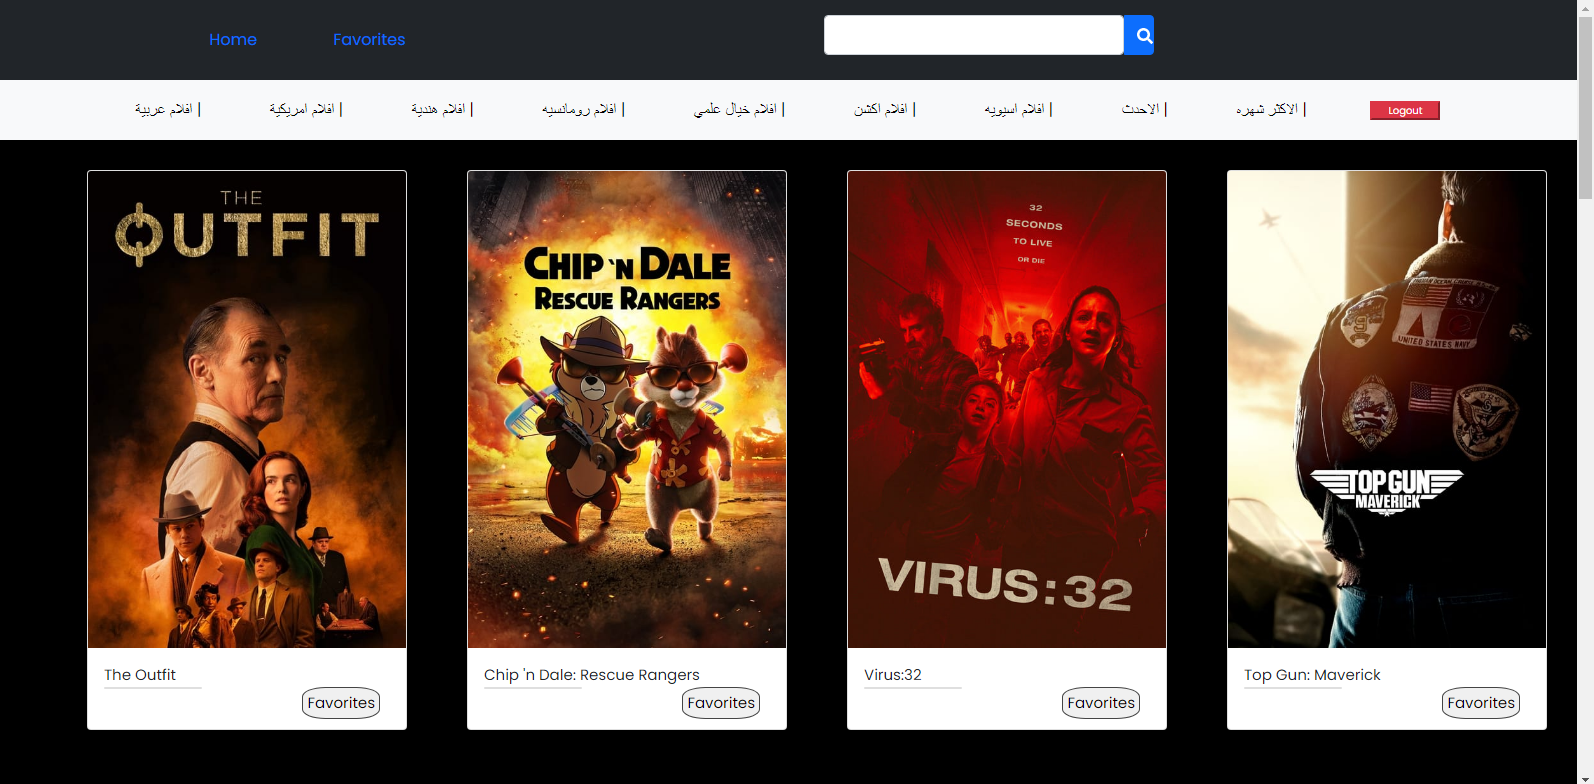 Home
Favorites
افلام عربية |
افلام امريكية |
افلام هندية |
افلام رومانسيه |
افلام خيال علمي |
افلام اكشن |
افلام اسيويه |
الاحدث |
الاكثر شهره |
Logout
THE
OUTFIT
CHIP 'N DALE
RESCUE RANGERS
32
SECONDS
TO LIVE
OR DIE
VIRUS:32
UNITED STATES NAVY
TOP GUN
MAVERICK
The Outfit
Favorites
Chip 'n Dale: Rescue Rangers
Favorites
Virus:32
Favorites
Top Gun: Maverick
Favorites